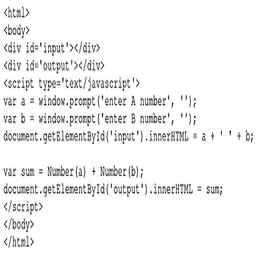 <html>
<body>
<div id='input'></div>
<div id='output'></div>
<script type='text/javascript'>
var a = window.prompt('enter A number', '');
var b = window.prompt('enter B number', '');
document.getElementById('input').innerHTML = a + ' ' + b;

var sum = Number(a) + Number(b);
document.getElementById('output').innerHTML = sum;
</script>
</body>
</html>